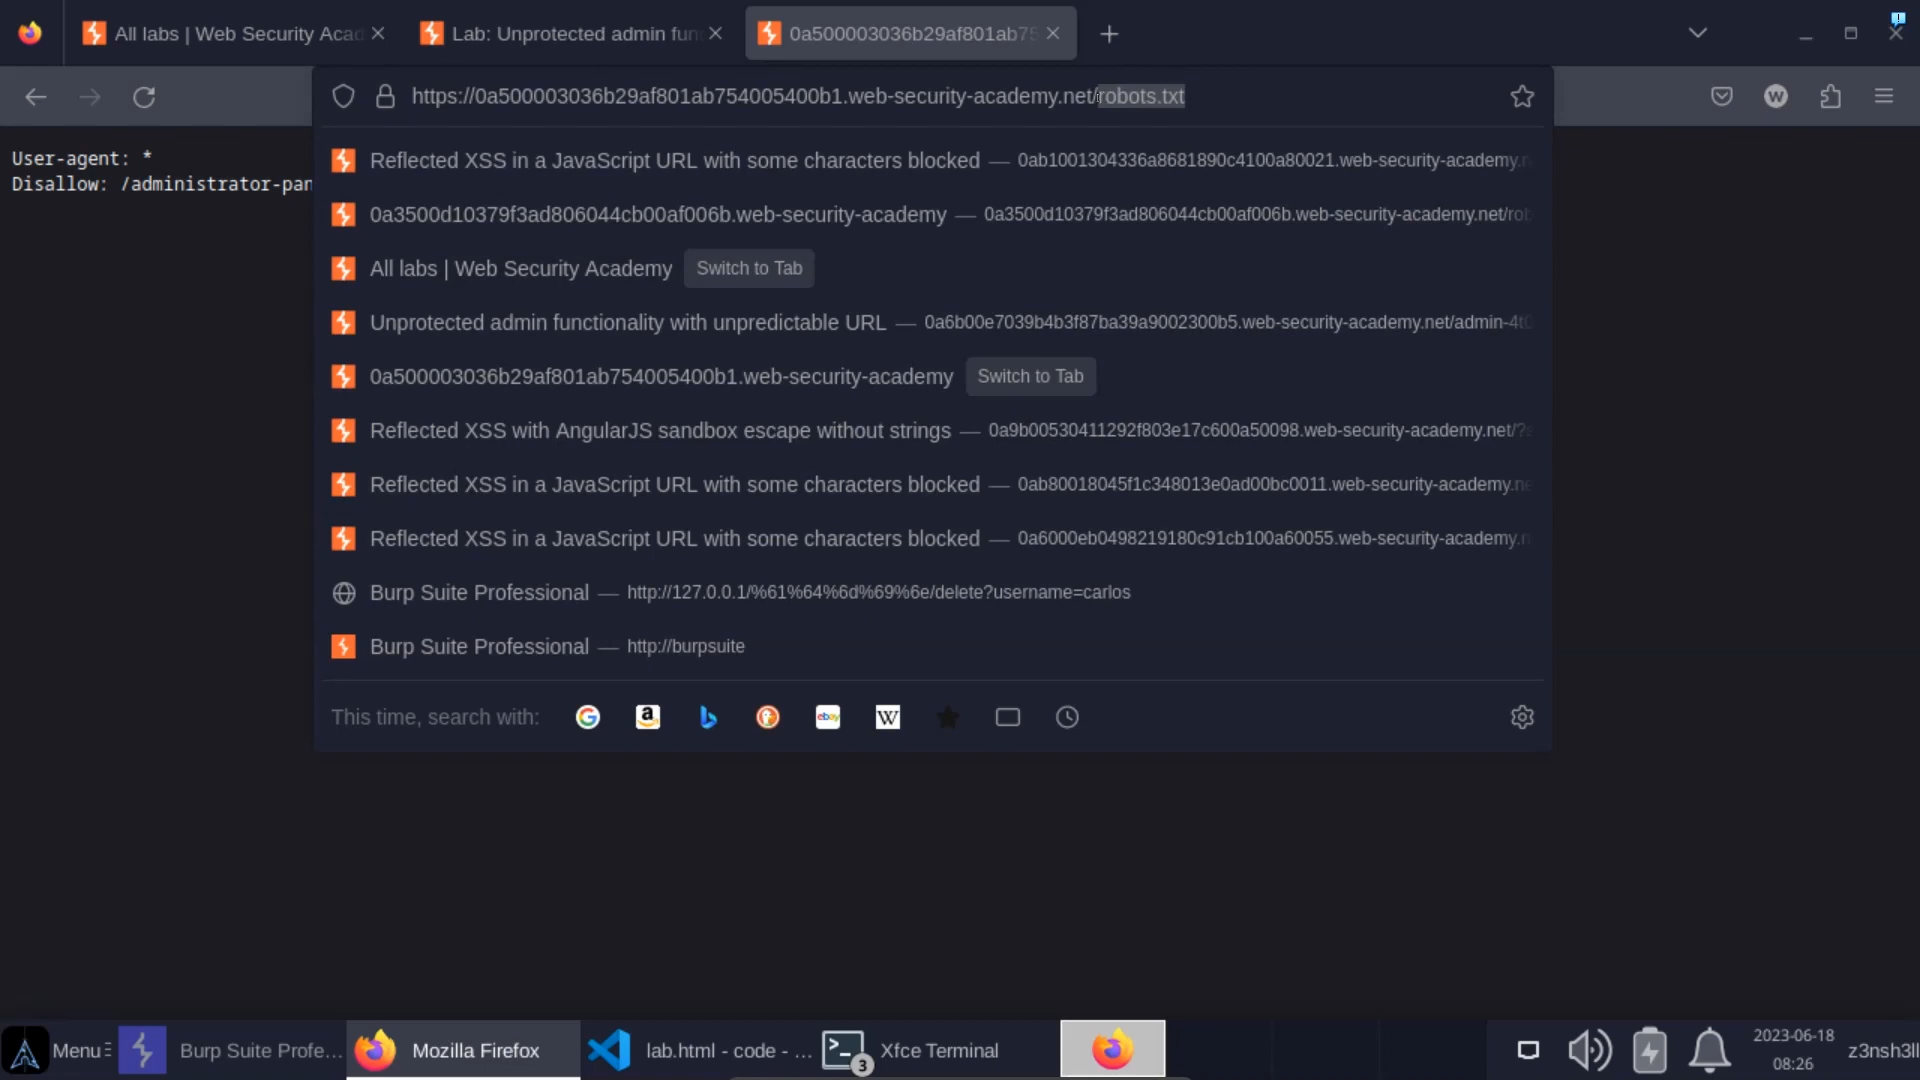 All labs | Web Security Acad
Lab: Unprotected admin fun
0a500003036b29af801ab75
https://0a500003036b29af801ab754005400b1.web-security-academy.net/robots.txt
User-agent: *
Disallow: /administrator-pan
Reflected XSS in a JavaScript URL with some characters blocked — 0ab1001304336a8681890c4100a80021.web-security-academy.n
0a3500d10379f3ad806044cb00af006b.web-security-academy — 0a3500d10379f3ad806044cb00af006b.web-security-academy.net/rob
All labs | Web Security Academy Switch to Tab
Unprotected admin functionality with unpredictable URL — 0a6b00e7039b4b3f87ba39a9002300b5.web-security-academy.net/admin-4t0
0a500003036b29af801ab754005400b1.web-security-academy Switch to Tab
Reflected XSS with AngularJS sandbox escape without strings — 0a9b00530411292f803e17c600a50098.web-security-academy.net/?s
Reflected XSS in a JavaScript URL with some characters blocked — 0ab80018045f1c348013e0ad00bc0011.web-security-academy.ne
Reflected XSS in a JavaScript URL with some characters blocked — 0a6000eb0498219180c91cb100a60055.web-security-academy.n
Burp Suite Professional — http://127.0.0.1/%61%64%6d%69%6e/delete?username=carlos
Burp Suite Professional — http://burpsuite
This time, search with:
Menu
Burp Suite Profe...
Mozilla Firefox
lab.html - code - ...
3
Xfce Terminal
2023-06-18
08:26
z3nsh3ll